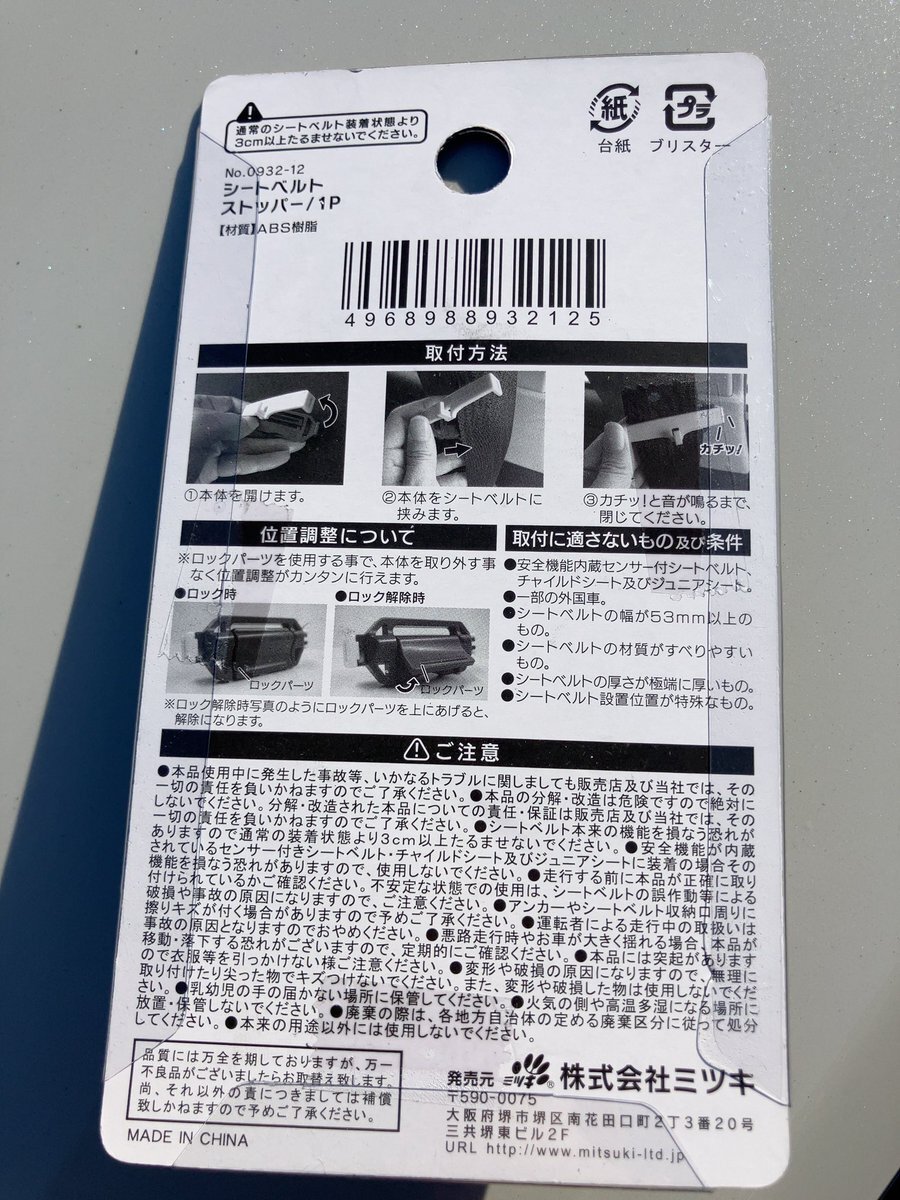 通常のシートベルト装着状態より
3cm以上たるませないでください。
紙
台紙
プラ
ブリスター
No.0932-12
シートベルト
ストッパー/1P
【材質】ABS樹脂
4968988932125
取付方法
カチッ!
①本体を開けます。
②本体をシートベルトに
挟みます。
③カチッ!と音が鳴るまで、
閉じてください。
位置調整について
※ロックパーツを使用する事で、本体を取り外す事
なく位置調整がカンタンに行えます。
●ロック時
●ロック解除時
ロックパーツ
ロックパーツ
※ロック解除時写真のようにロックパーツを上にあげると、
解除になります。
取付に適さないもの及び条件
●安全機能内蔵センサー付シートベルト、
チャイルドシート及びジュニアシート。
●一部の外国車。
●シートベルトの幅が53mm以上の
もの。
●シートベルトの材質がすべりやすい
もの。
●シートベルトの厚さが極端に厚いもの。
●シートベルト設置位置が特殊なもの。
ご注意
●本品使用中に発生した事故等、いかなるトラブルに関しましても販売店及び当社では、その
一切の責任を負いかねますのでご了承ください。●本品の分解・改造は危険ですので絶対に
しないでください。分解・改造された本品についての責任・保証は販売店及び当社では、その
一切の責任を負いかねますのでご了承ください。●シートベルト本来の機能を損なう恐れが
ありますので通常の装着状態より3cm以上たるませないでください。●安全機能が内蔵
されているセンサー付きシートベルト・チャイルドシート及びジュニアシートに装着の場合その
機能を損なう恐れがありますので、使用しないでください。●走行する前に本品が正確に取り
付けられているかご確認ください。不安定な状態での使用は、シートベルトの誤作動等による
破損や事故の原因になりますので、ご注意ください。●アンカーやシートベルト収納口周りに
擦りキズが付く場合がありますので予めご了承ください。●運転者による走行中の取扱いは
事故の原因となりますのでおやめください。●悪路走行時やお車が大きく揺れる場合、本品が
移動・落下する恐れがございますので、定期的にご確認ください。●本品には突起があります
ので衣服等を引っかけない様ご注意ください。●変形や破損の原因になりますので、無理に
取り付けたり尖った物でキズつけないでください。また、変形や破損した物は使用しないでくだ
さい。●乳幼児の手の届かない場所に保管してください。●火気の側や高温多湿になる場所に
放置・保管しないでください。●廃棄の際は、各地方自治体の定める廃棄区分に従って処分
してください。●本来の用途以外には使用しないでください。
品質には万全を期しておりますが、万一
不良品がございましたらお取替え致します。
尚、それ以外の責につきましては補償
致しかねますので予めご了承ください。
MADE IN CHINA
発売元 ミツキ® 株式会社ミツキ
〒590-0075
大阪府堺市堺区南花田口町2丁3番20号
三共堺東ビル2F
URL http://www.mitsuki-ltd.jp